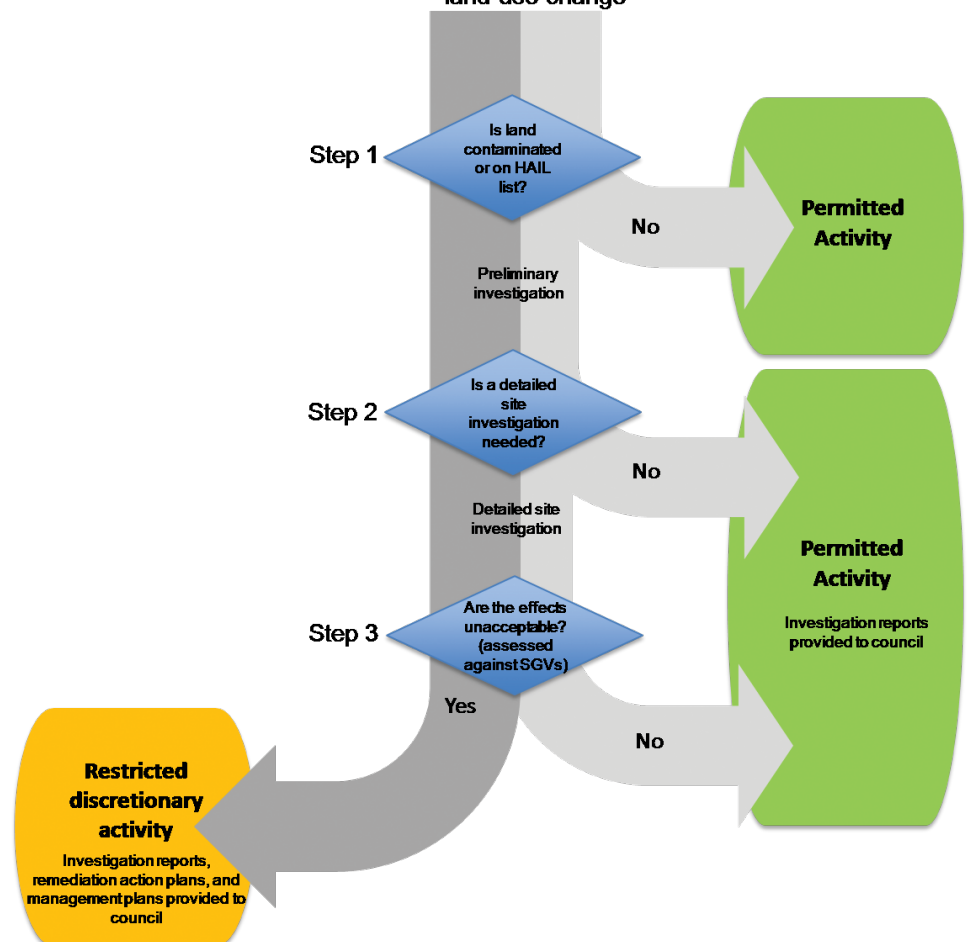 land use change
Step 1
Is land
contaminated
or on HAIL
list?
No
Permitted
Activity
Preliminary
investigation
Step 2
Is a detailed
site
investigation
needed?
No
Detailed site
investigation
Permitted
Activity
Investigation reports
provided to council
Step 3
Are the effects
unacceptable?
(assessed
against SGVs)
Yes
No
Restricted
discretionary
activity
Investigation reports,
remediation action plans, and
management plans provided to
council